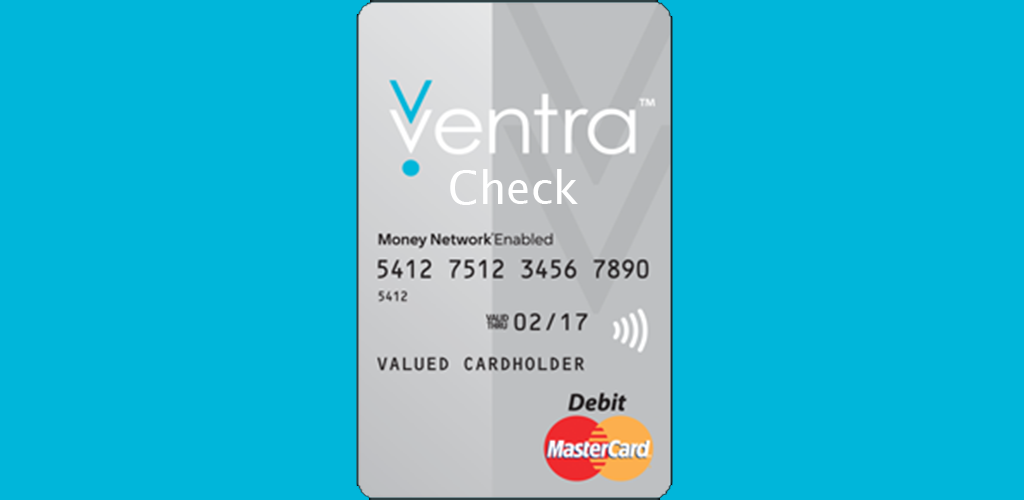 Ventra™
Check
Money Network®Enabled
5412 7512 3456 7890
5412
VALID THRU 02/17
VALUED CARDHOLDER
Debit
MasterCard